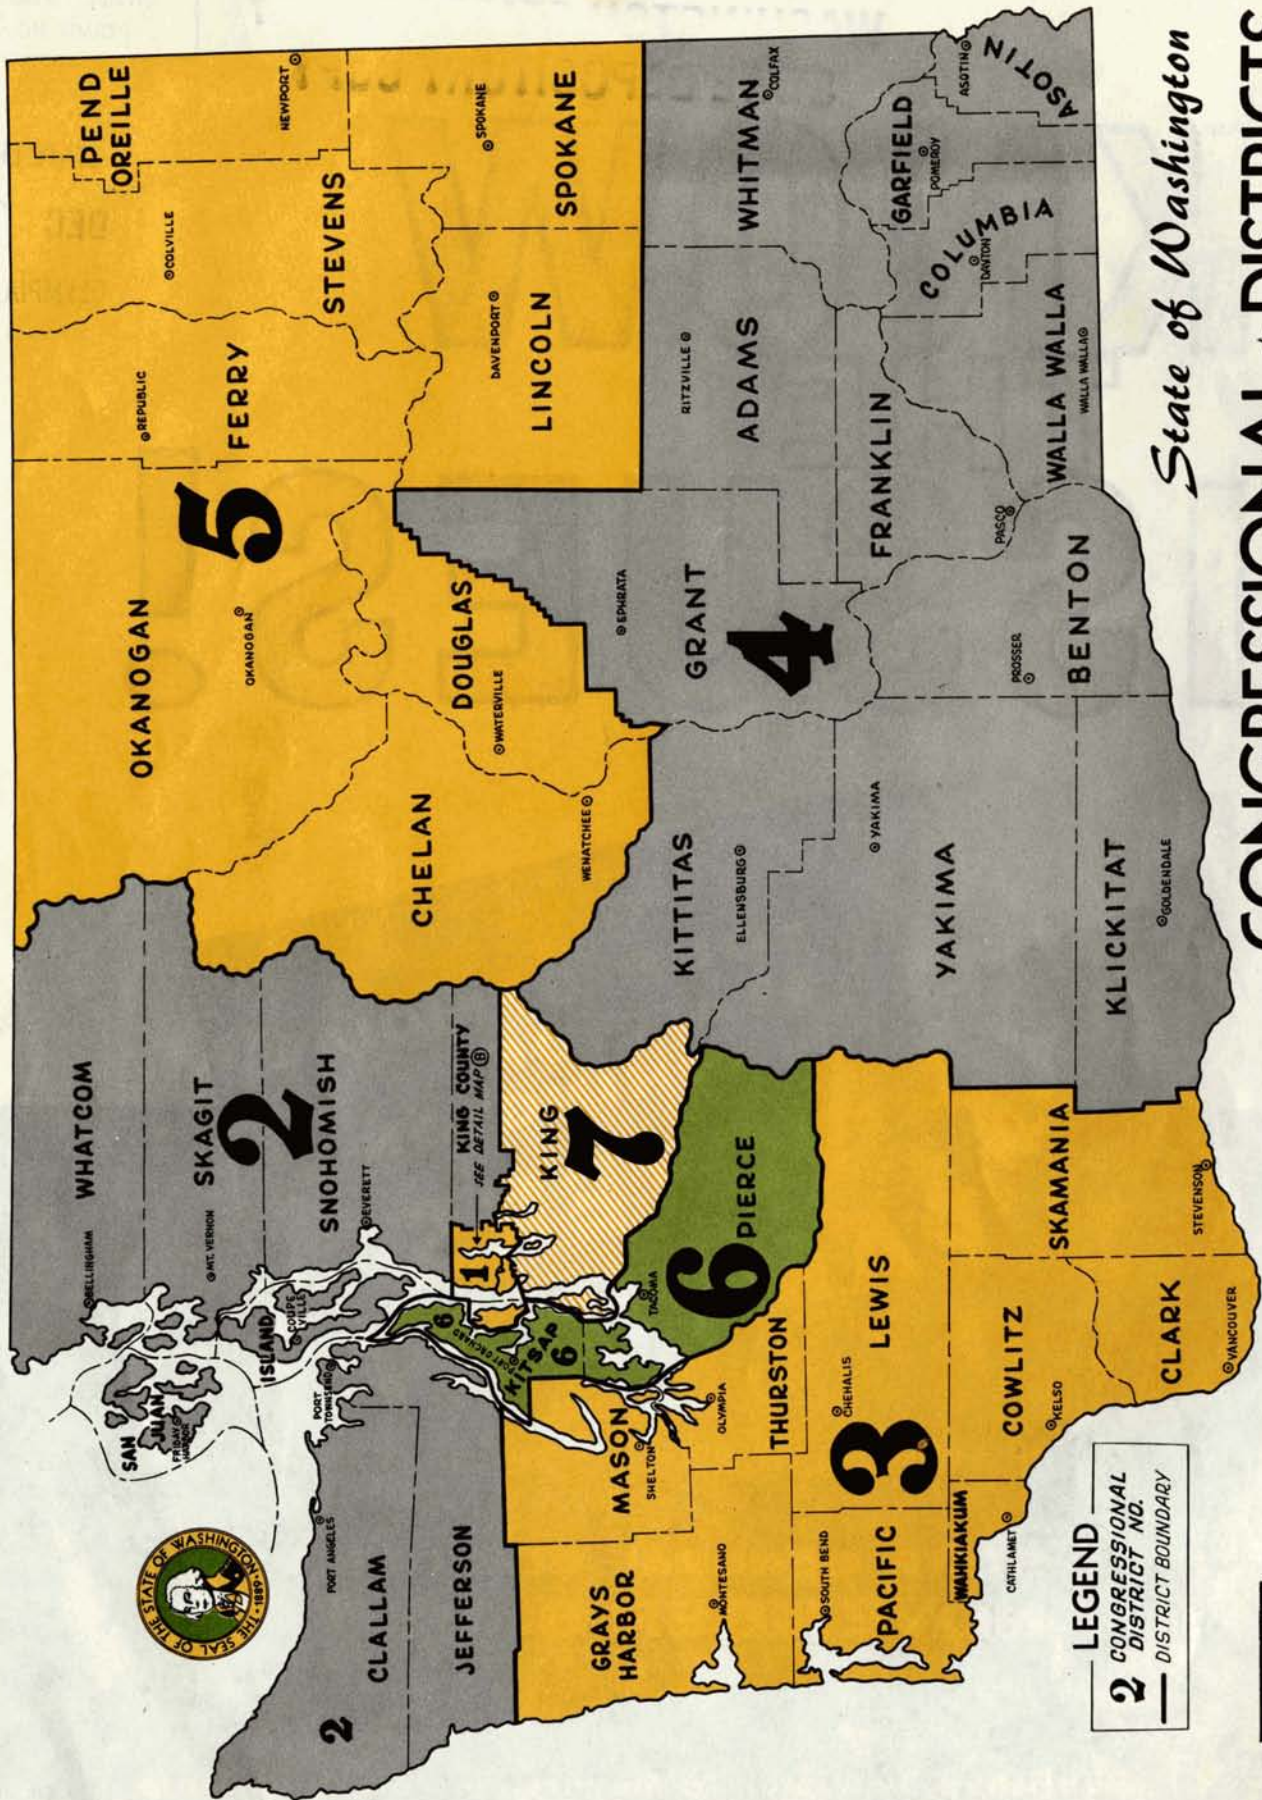 THE SEAL OF THE STATE OF WASHINGTON
1889
WHATCOM
BELLINGHAM
SKAGIT
MT. VERNON
2
SNOHOMISH
EVERETT
SAN JUAN
FRIDAY HARBOR
ISLAND
COUPEVILLE
PORT TOWNSEND
PORT ANGELES
CLALLAM
2
JEFFERSON
OKANOGAN
OKANOGAN
5
FERRY
REPUBLIC
STEVENS
COLVILLE
PEND OREILLE
NEWPORT
CHELAN
WENATCHEE
DOUGLAS
WATERVILLE
LINCOLN
DAVENPORT
SPOKANE
SPOKANE
KING COUNTY
SEE DETAIL MAP B
1
KING
7
B
6
KITSAP
PORT ORCHARD
6
MASON
SHELTON
GRAYS HARBOR
MONTESANO
TACOMA
6
PIERCE
OLYMPIA
THURSTON
CHEHALIS
3
LEWIS
SOUTH BEND
PACIFIC
WAHKIAKUM
CATHLAMET
COWLITZ
KELSO
SKAMANIA
STEVENSON
CLARK
VANCOUVER
KITTITAS
ELLENSBURG
GRANT
EPHRATA
4
ADAMS
RITZVILLE
WHITMAN
COLFAX
YAKIMA
YAKIMA
BENTON
PROSSER
FRANKLIN
PASCO
WALLA WALLA
WALLA WALLA
COLUMBIA
DAYTON
GARFIELD
POMEROY
ASOTIN
ASOTIN
KLICKITAT
GOLDENDALE
LEGEND
2 CONGRESSIONAL DISTRICT NO.
DISTRICT BOUNDARY
State of Washington
CONGRESSIONAL DISTRICTS